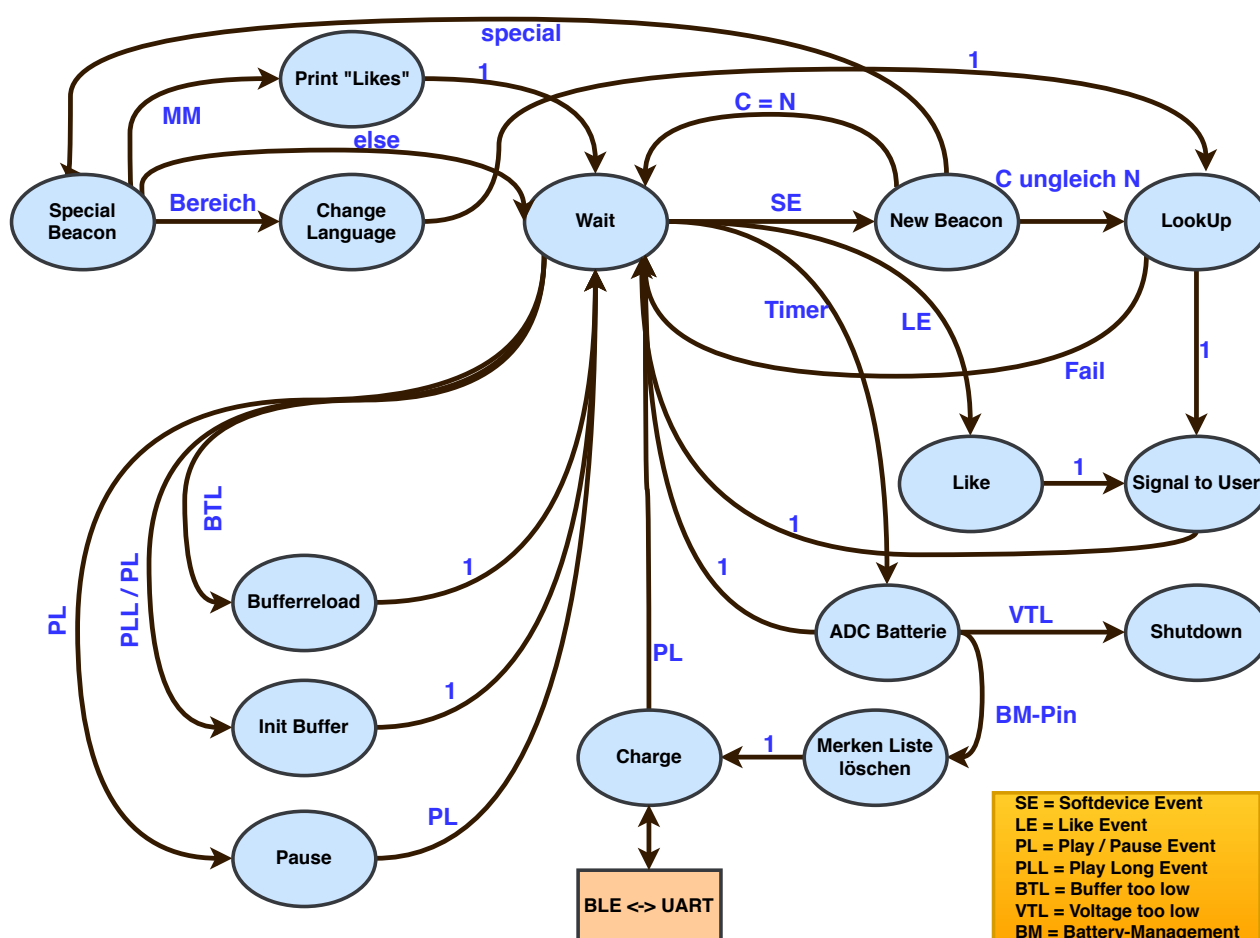 special
1
Print "Likes"
1
C = N
MM
else
Special
Beacon
Bereich
Change
Language
Wait
SE
New Beacon
C ungleich N
LookUp
Timer
LE
Fail
1
Like
1
Signal to User
BTL
1
1
Bufferreload
1
PLL / PL
PL
ADC Batterie
VTL
Shutdown
PL
Init Buffer
1
BM-Pin
Charge
1
Merken Liste
löschen
Pause
PL
BLE <-> UART
SE = Softdevice Event
LE = Like Event
PL = Play / Pause Event
PLL = Play Long Event
BTL = Buffer too low
VTL = Voltage too low
BM = Battery-Management